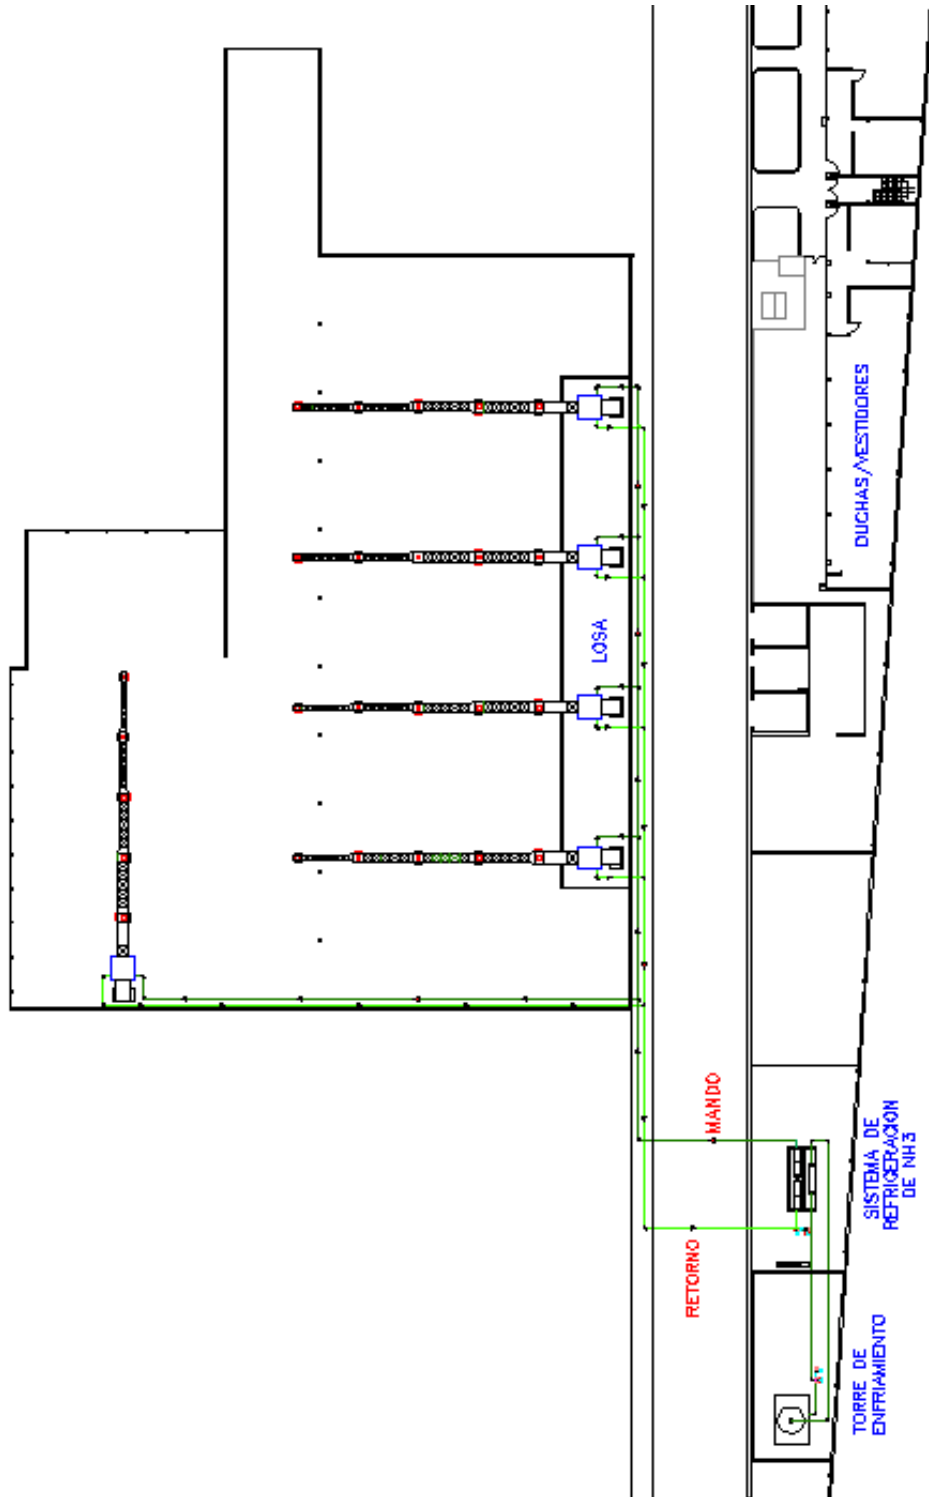 DUCHAS/VESTIDORES
LOSA
MANDO
SISTEMA DE
REFRIGERACION
DE NH3
RETORNO
TORRE DE
ENFRIAMIENTO